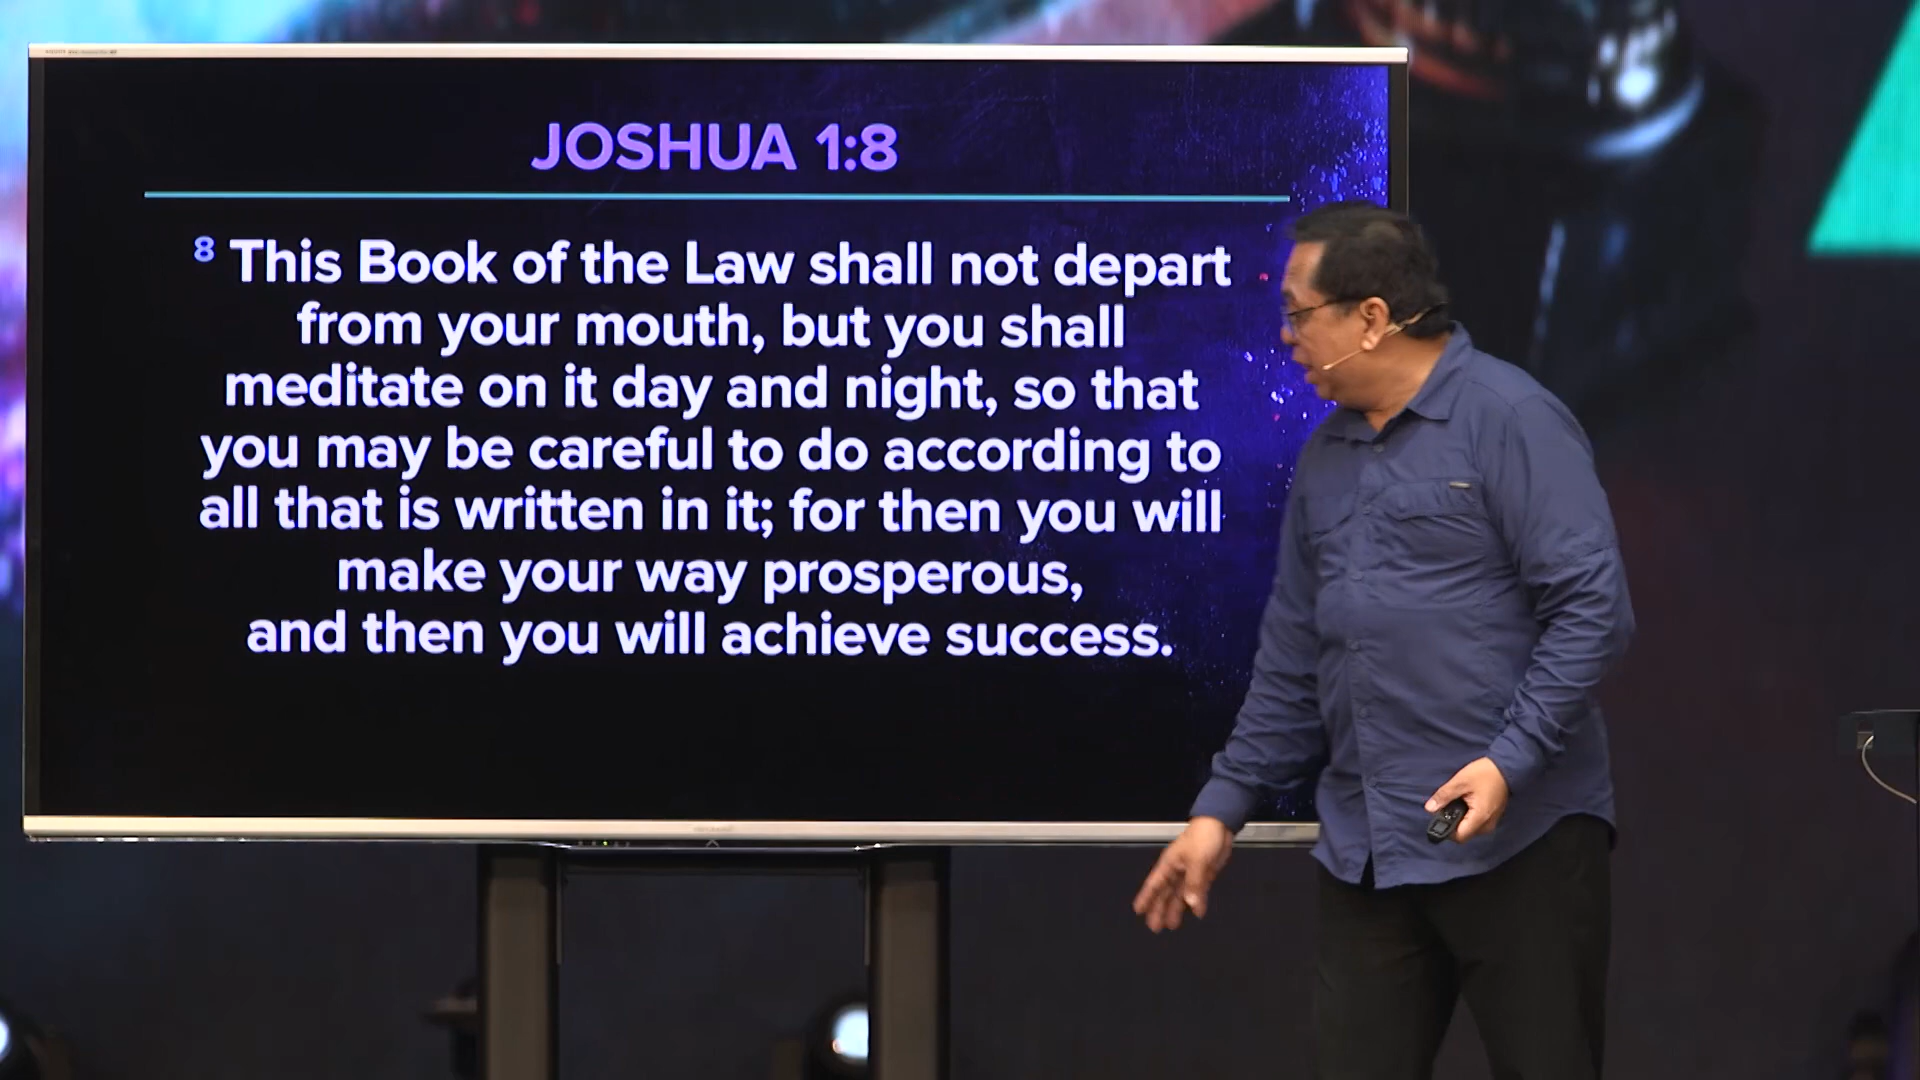 JOSHUA 1:8
8 This Book of the Law shall not depart
from your mouth, but you shall
meditate on it day and night, so that
you may be careful to do according to
all that is written in it; for then you will
make your way prosperous,
and then you will achieve success.